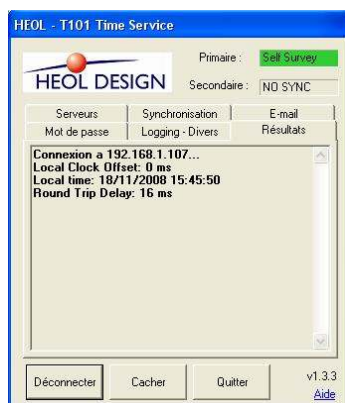 HEOL - T101 Time Service
HEOL DESIGN
Primaire :
Self Survey
Secondaire :
NO SYNC
Serveurs
Synchronisation
E-mail
Mot de passe
Logging - Divers
Résultats
Connexion a 192.168.1.107...
Local Clock Offset: 0 ms
Local time: 18/11/2008 15:45:50
Round Trip Delay: 16 ms
Déconnecter
Cacher
Quitter
v1.3.3
Aide